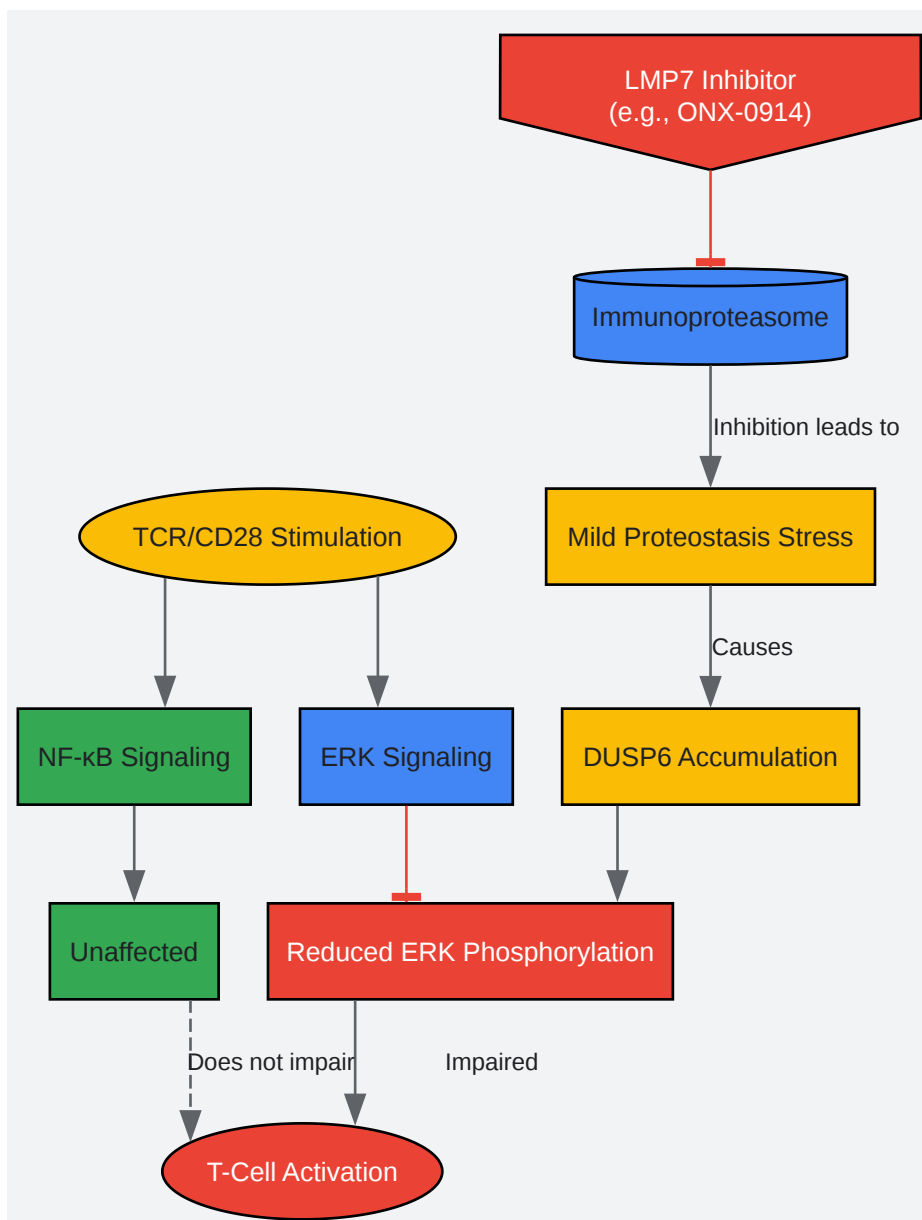 LMP7 Inhibitor
(e.g., ONX-0914)
Immunoproteasome
Inhibition leads to
TCR/CD28 Stimulation
Mild Proteostasis Stress
Causes
NF-κB Signaling
ERK Signaling
DUSP6 Accumulation
Unaffected
Reduced ERK Phosphorylation
Does not impair
Impaired
T-Cell Activation